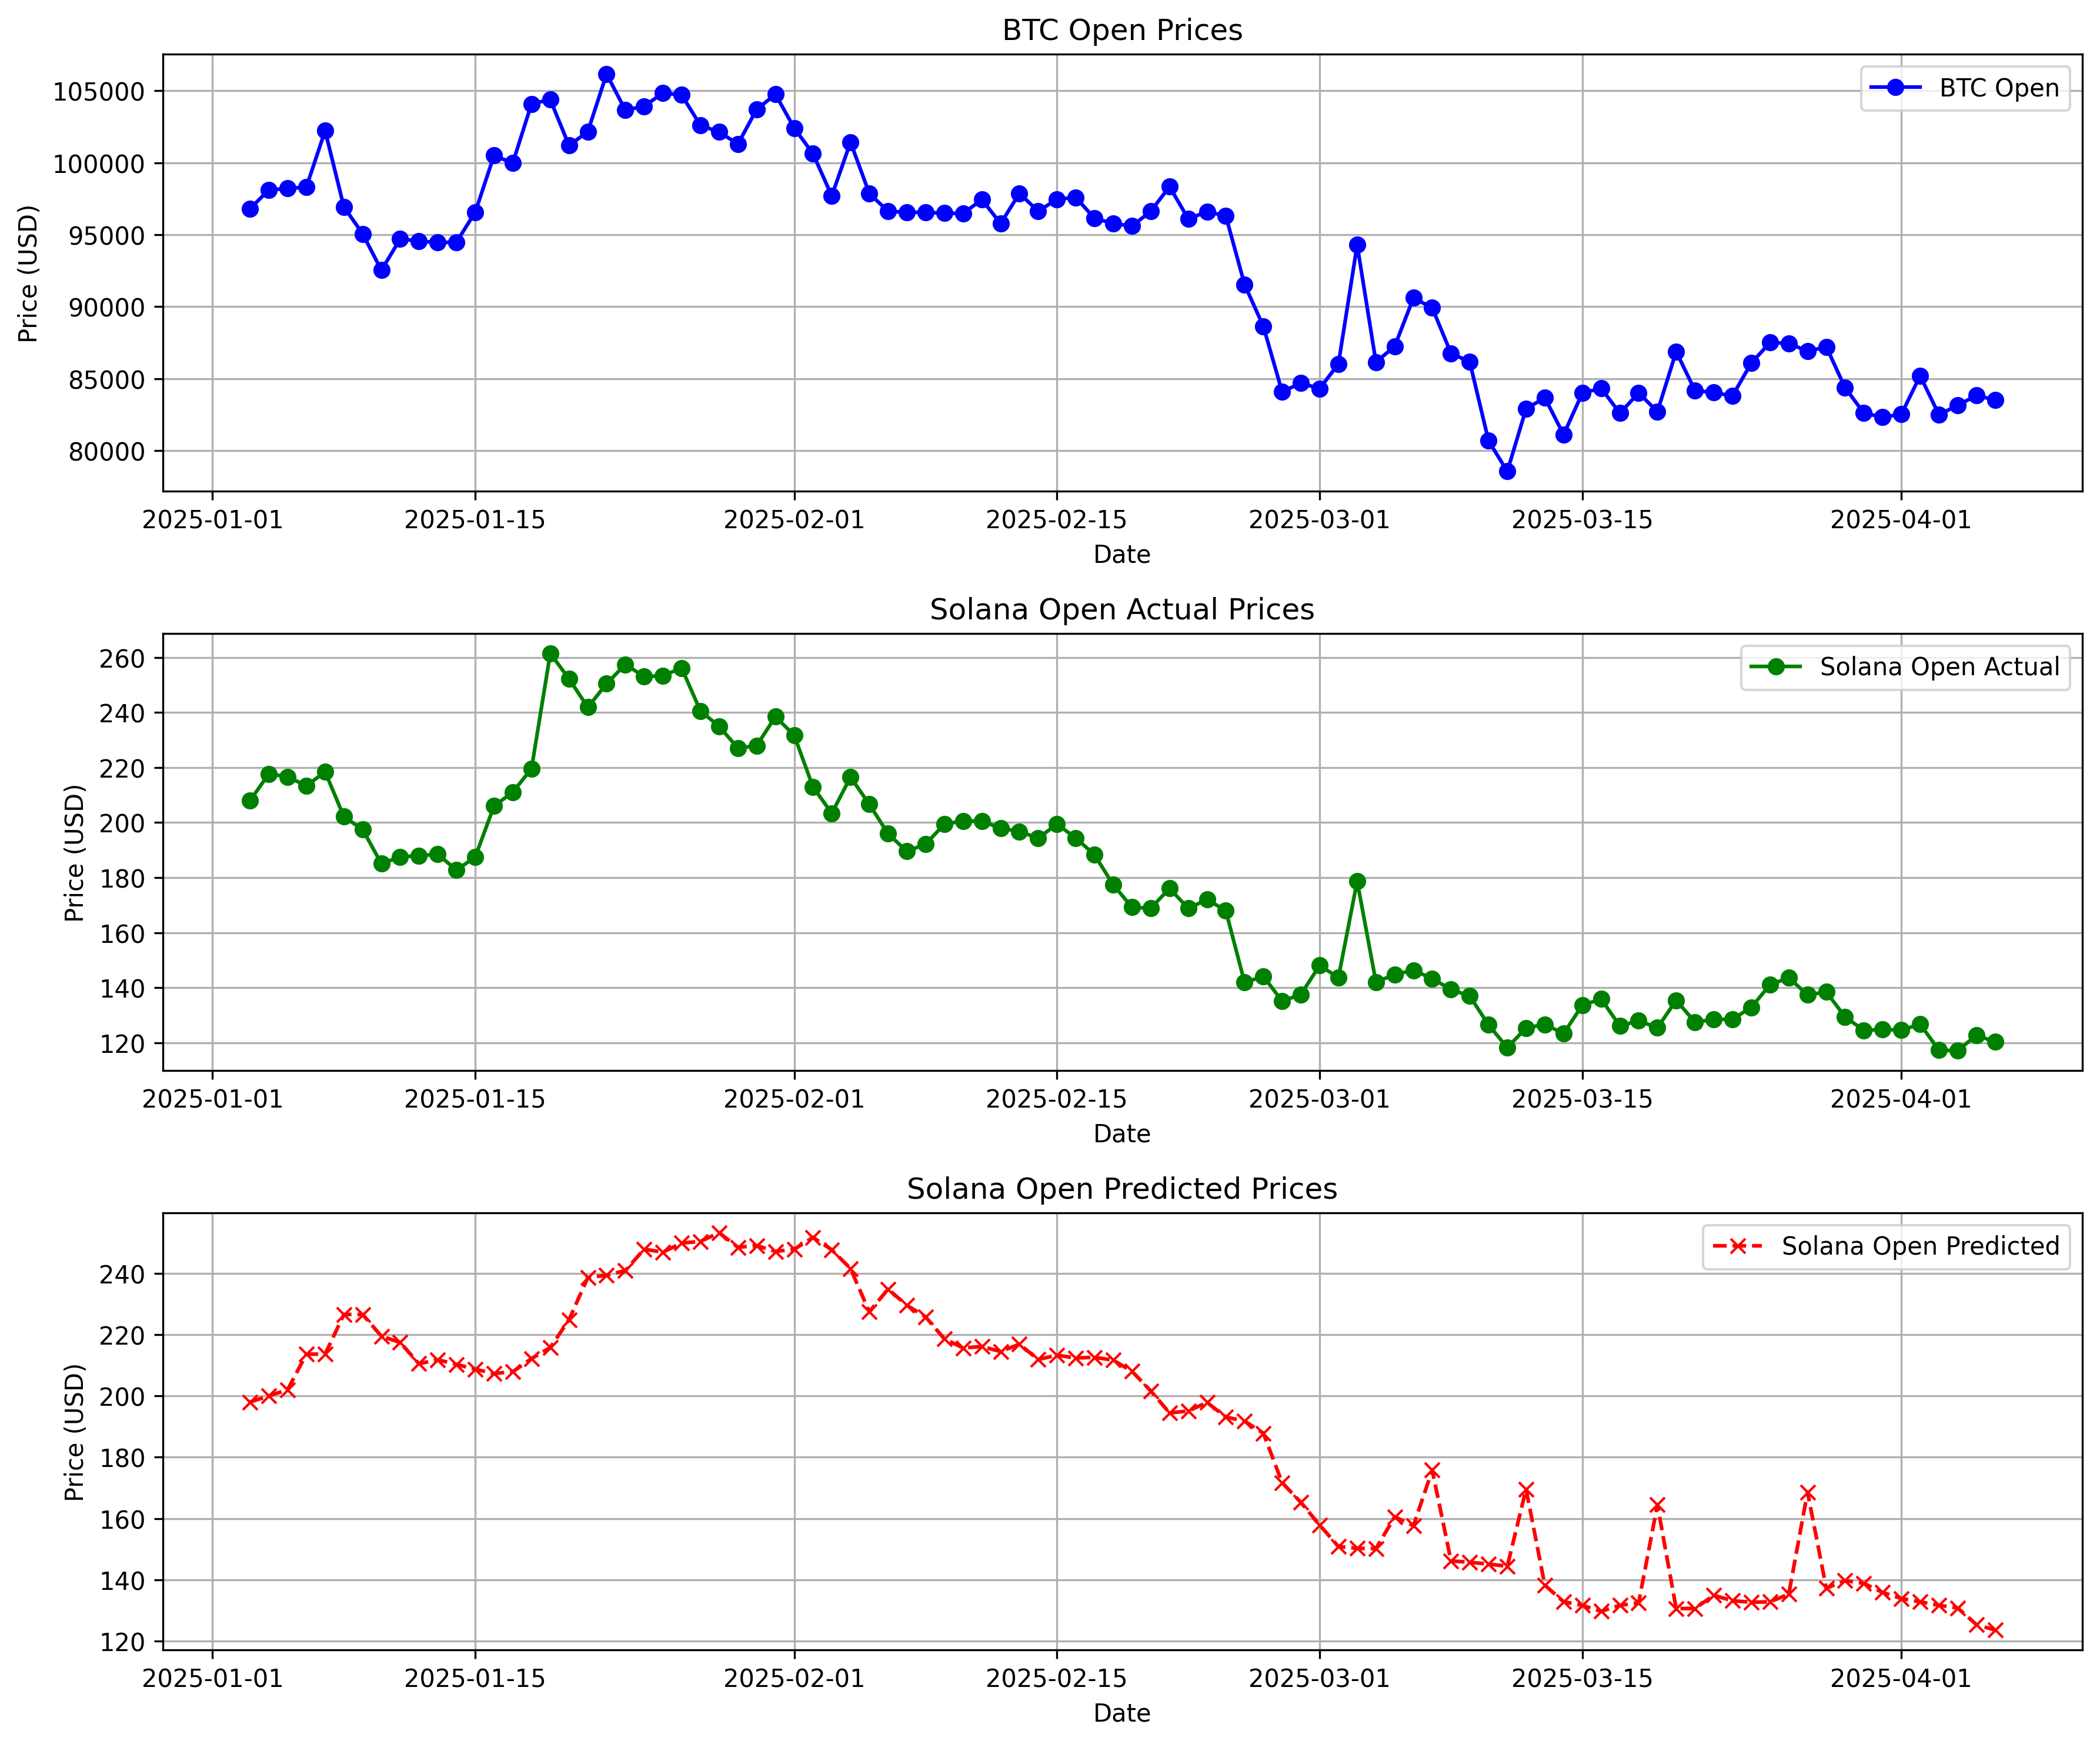 BTC Open Prices
BTC Open
105000
100000
95000
90000
85000
80000
Price (USD)
2025-01-01 2025-01-15 2025-02-01 2025-02-15 2025-03-01 2025-03-15 2025-04-01
Date
Solana Open Actual Prices
Solana Open Actual
260
240
220
200
180
160
140
120
Price (USD)
2025-01-01 2025-01-15 2025-02-01 2025-02-15 2025-03-01 2025-03-15 2025-04-01
Date
Solana Open Predicted Prices
Solana Open Predicted
240
220
200
180
160
140
120
Price (USD)
2025-01-01 2025-01-15 2025-02-01 2025-02-15 2025-03-01 2025-03-15 2025-04-01
Date